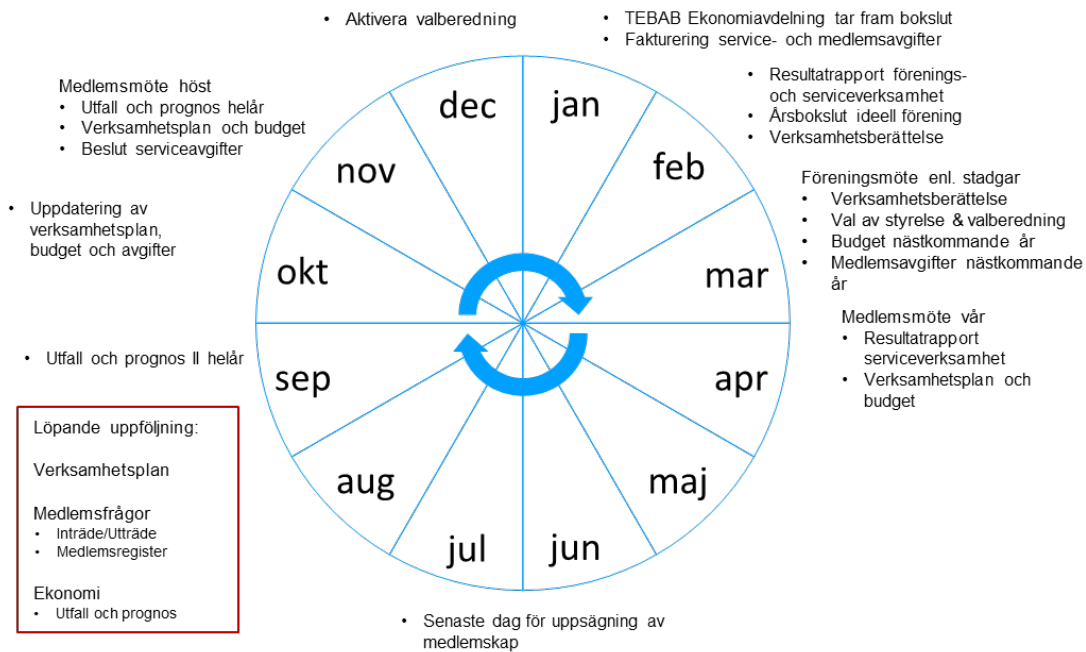 • Aktivera valberedning
• TEBAB Ekonomiavdelning tar fram bokslut
• Fakturering service- och medlemsavgifter
• Resultatrapport förenings-
och serviceverksamhet
• Årsbokslut ideell förening
• Verksamhetsberättelse
Föreningsmöte enl. stadgar
• Verksamhetsberättelse
• Val av styrelse & valberedning
• Budget nästkommande år
• Medlemsavgifter nästkommande
år
Medlemsmöte vår
• Resultatrapport
serviceverksamhet
• Verksamhetsplan och
budget
• Senaste dag för uppsägning av
medlemskap
• Utfall och prognos II helår
• Uppdatering av
verksamhetsplan,
budget och avgifter
Medlemsmöte höst
• Utfall och prognos helår
• Verksamhetsplan och budget
• Beslut serviceavgifter
jan
feb
mar
apr
maj
jun
jul
aug
sep
okt
nov
dec
Löpande uppföljning:
Verksamhetsplan
Medlemsfrågor
• Inträde/Utträde
• Medlemsregister
Ekonomi
• Utfall och prognos